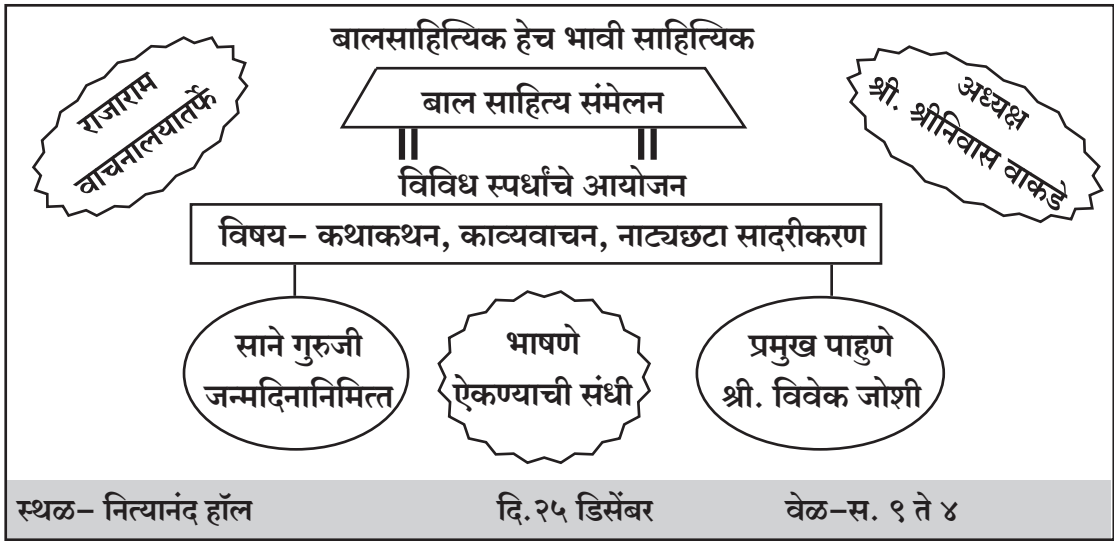 बालसाहित्यिक हेच भावी साहित्यिक
राजाराम
वाचनालयातर्फे
बाल साहित्य संमेलन
अध्यक्ष
श्री. श्रीनिवास वाकडे
विविध स्पर्धांचे आयोजन
विषय– कथाकथन, काव्यवाचन, नाट्यछटा सादरीकरण
साने गुरुजी
जन्मदिनानिमित्त
भाषणे
ऐकण्याची संधी
प्रमुख पाहुणे
श्री. विवेक जोशी
स्थळ– नित्यानंद हॉल दि.२५ डिसेंबर वेळ–स. ९ ते ४